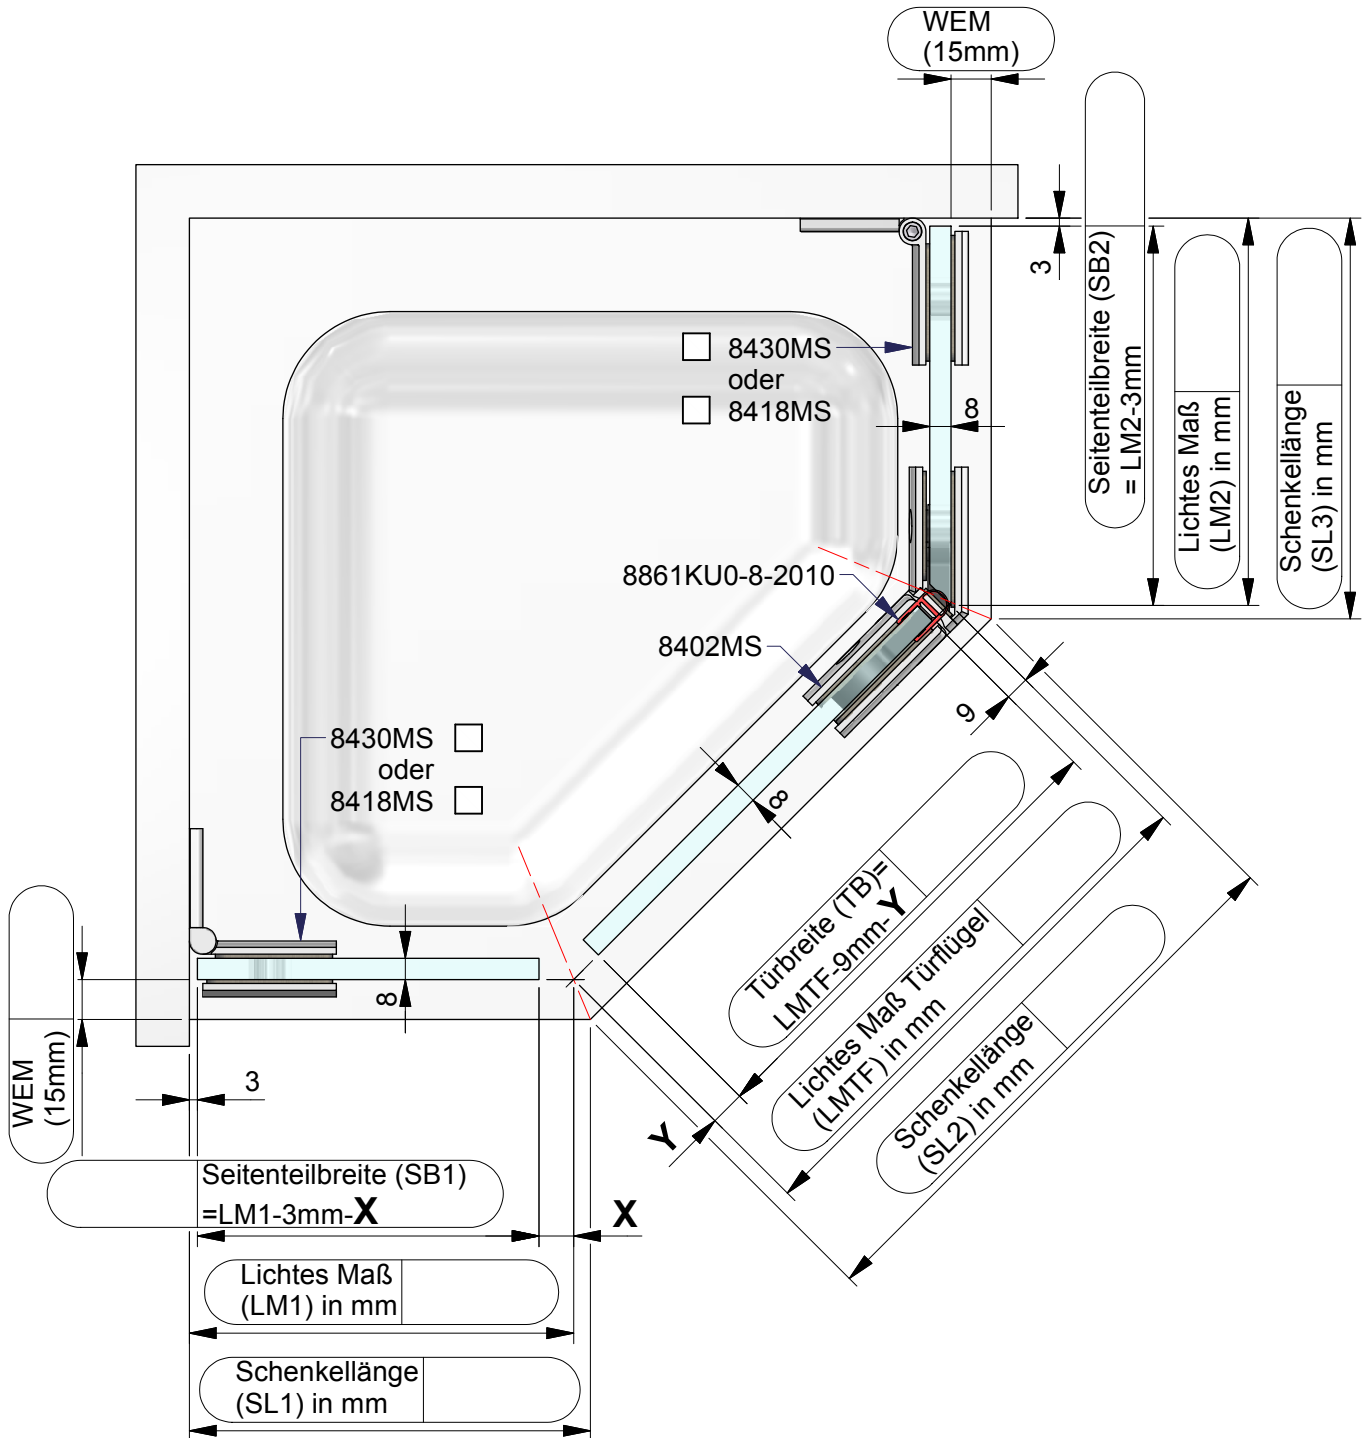 WEM
(15mm)
Seitenteilbreite (SB2)
= LM2-3mm
3
Lichtes Maß
(LM2) in mm
Schenkellänge
(SL3) in mm
8430MS
oder
8418MS
8
8861KU0-8-2010
8402MS
9
8430MS
oder
8418MS
8
Türbreite (TB)=
LMTF-9mm-Y
Lichtes Maß Türflügel
(LMTF) in mm
Schenkellänge
(SL2) in mm
8
WEM
(15mm)
3
Y
Seitenteilbreite (SB1)
=LM1-3mm-X
X
Lichtes Maß
(LM1) in mm
Schenkellänge
(SL1) in mm